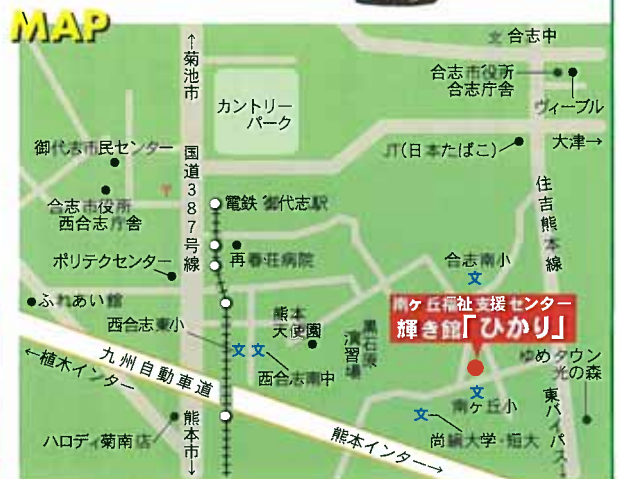 MAP
↑菊池市
カントリー
パーク
文 合志中
合志市役所
合志庁舎
ヴィーブル
JT(日本たばこ)
大津→
御代志市民センター
合志市役所
西合志庁舎
〒
国道387号線
電鉄 御代志駅
再春荘病院
ポリテクセンター
住吉熊本線
合志南小
文
ふれあい館
西合志東小
文 文
熊本
天使園
黒石原
演習場
西合志南中
南ヶ丘福祉支援センター
輝き館「ひかり」
ゆめタウン
光の森
←植木インター
九州自動車道
文
南ヶ丘小
文
尚絅大学・短大
東バイパス→
ハロディ菊南店
熊本市→
熊本インター→